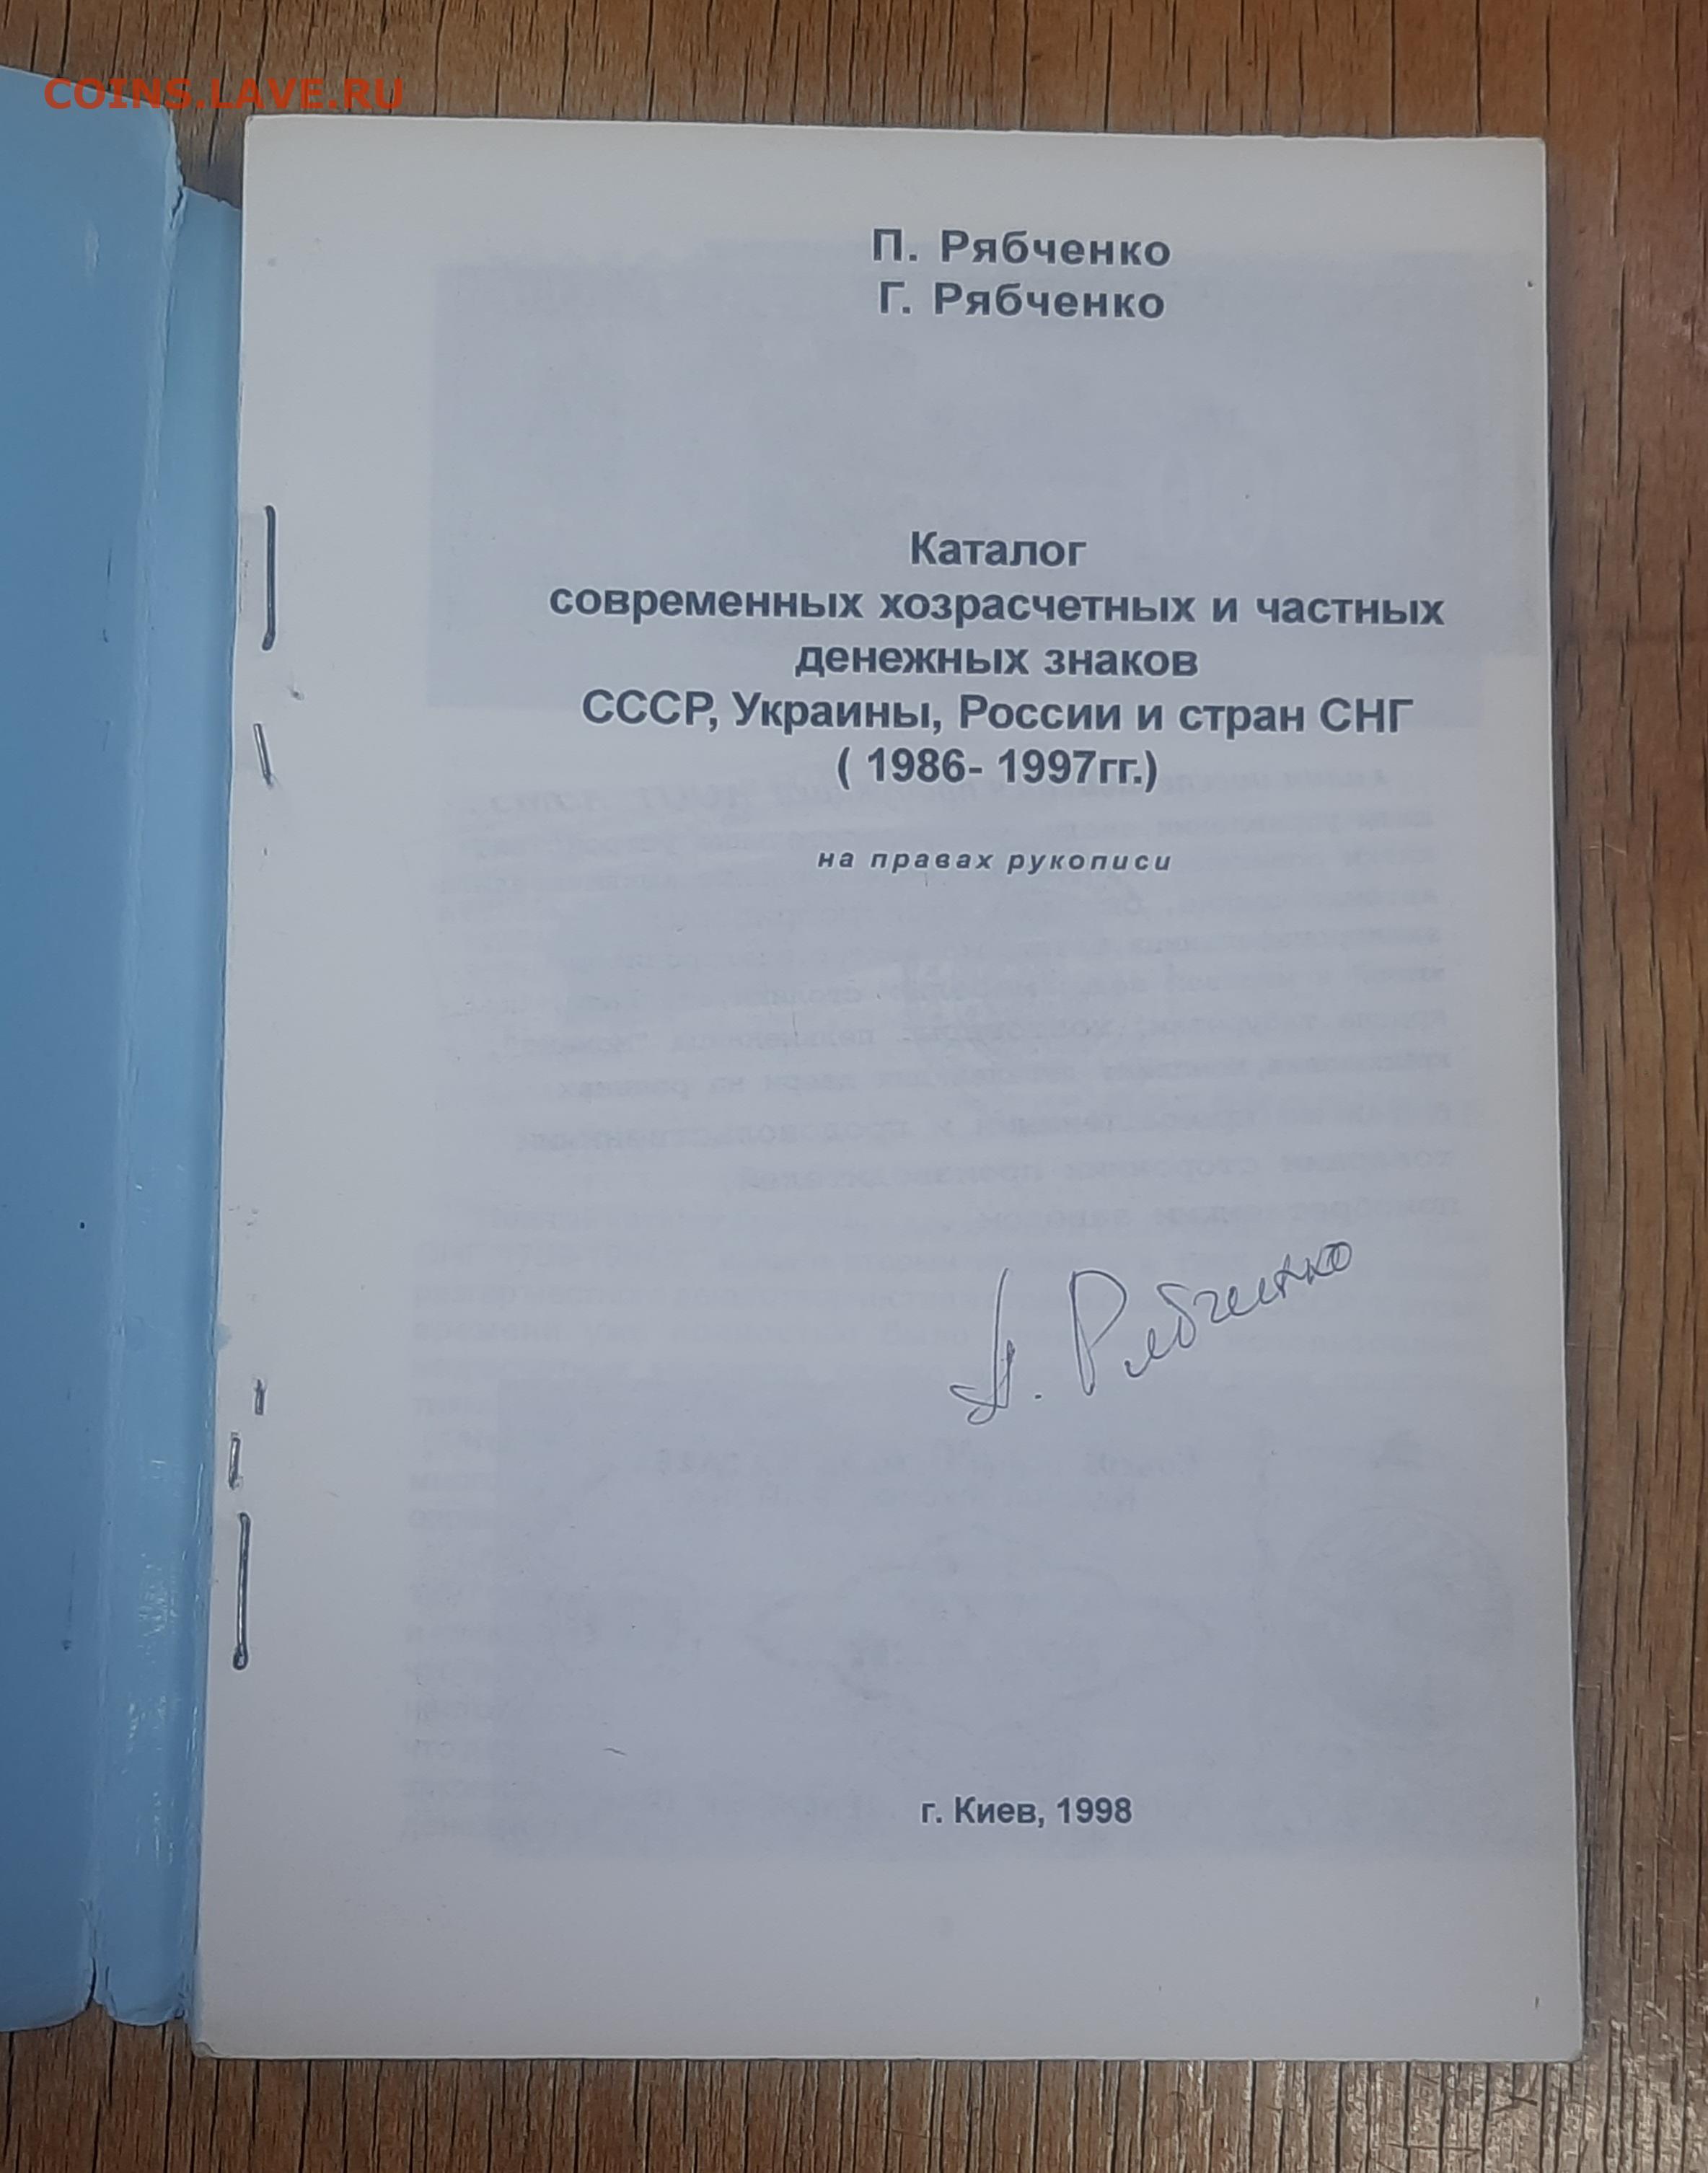 COINS.LAVE.RU
П. Рябченко
Г. Рябченко
Каталог
современных хозрасчетных и частных
денежных знаков
СССР, Украины, России и стран СНГ
( 1986- 1997гг.)
на правах рукописи
Рябченко
г. Киев, 1998